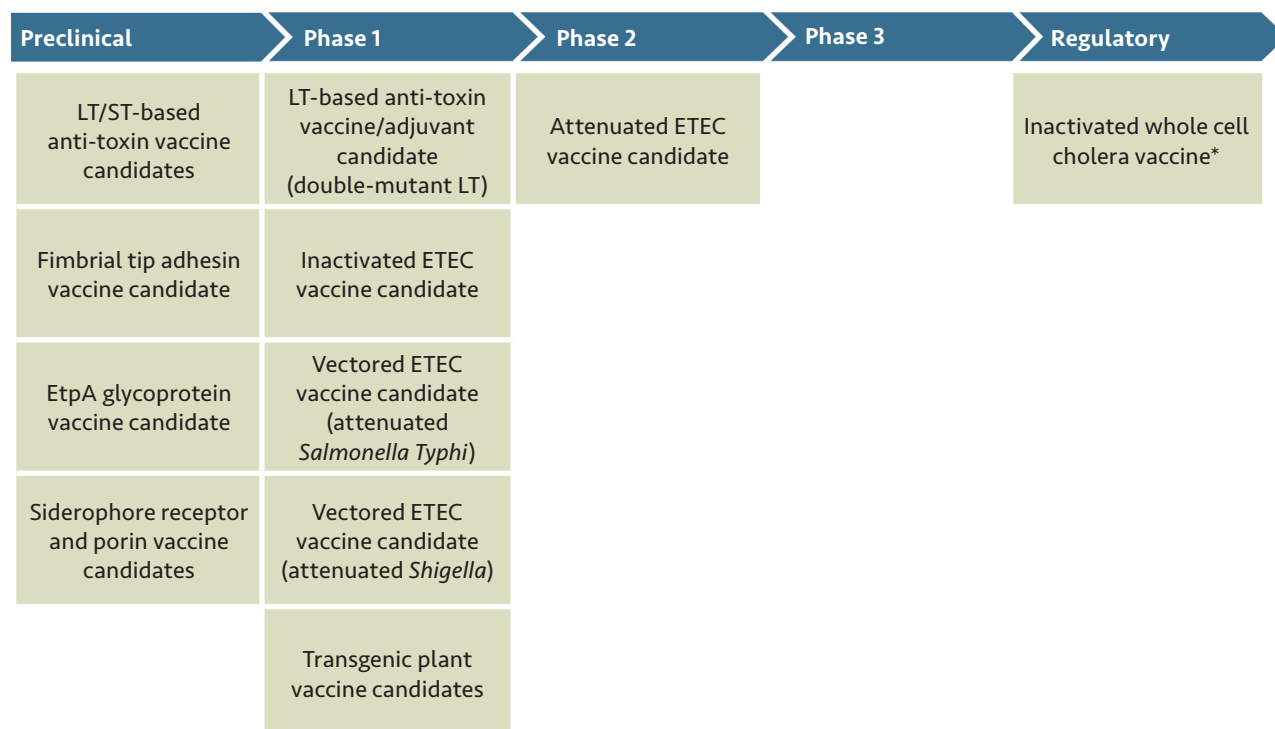 Preclinical
Phase 1
Phase 2
Phase 3
Regulatory
LT/ST-based
anti-toxin vaccine
candidates
LT-based anti-toxin
vaccine/adjuvant
candidate
(double-mutant LT)
Attenuated ETEC
vaccine candidate
Inactivated whole cell
cholera vaccine*
Fimbrial tip adhesin
vaccine candidate
Inactivated ETEC
vaccine candidate
EtpA glycoprotein
vaccine candidate
Vectored ETEC
vaccine candidate
(attenuated
Salmonella Typhi)
Siderophore receptor
and porin vaccine
candidates
Vectored ETEC
vaccine candidate
(attenuated Shigella)
Transgenic plant
vaccine candidates